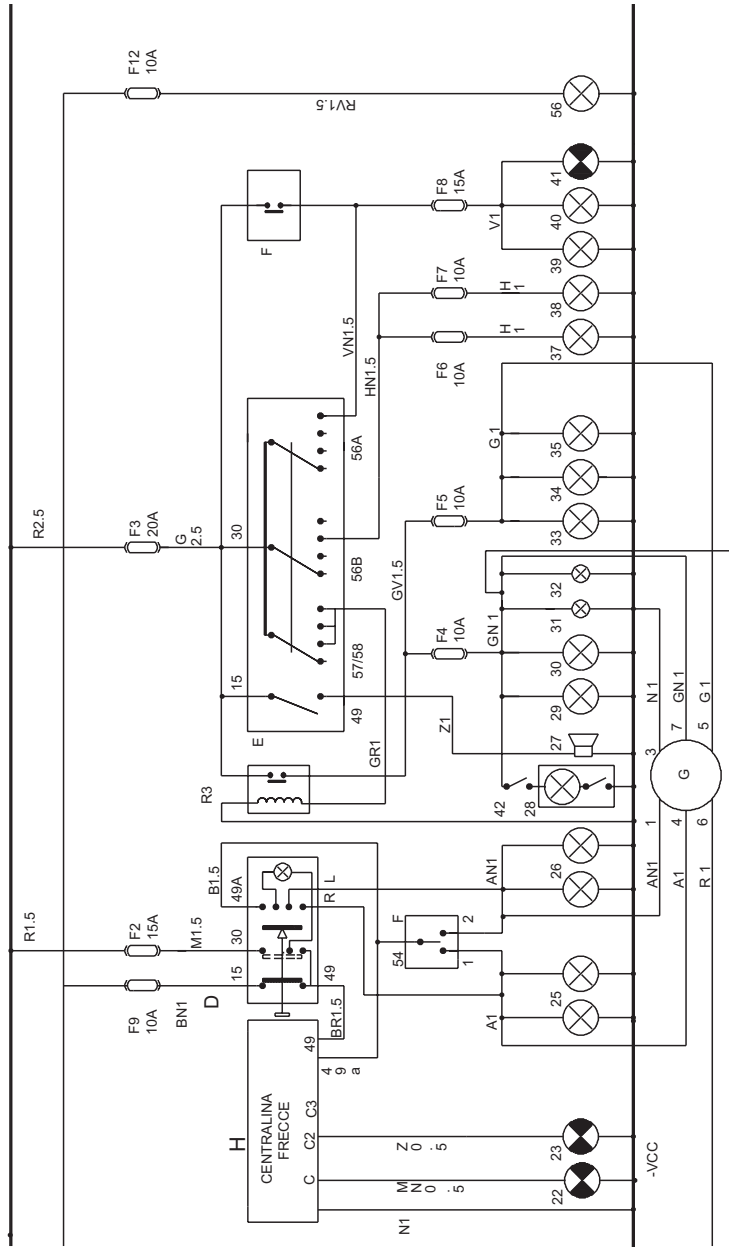 R2.5
R1.5
F12
10A
RV1.5
56
F3
20A
G
2.5
F2
15A
M1.5
F9
10A
BN1
F
F8
15A
V1
41
40
39
VN1.5
HN1.5
F7
10A
H
1
38
F6
10A
H
1
37
30
56A
56B
57/58
15
49
E
GV1.5
F5
10A
G 1
35
34
33
F4
10A
GN 1
32
31
30
29
Z1
27
GR1
R3
42
28
B1.5
49A
30
15
L
R
49
D
BR1.5
54
F
1
2
AN1
26
A1
25
H
CENTRALINA
FRECCE
49
4
9
a
C3
C2
C
Z
0
.
5
23
M
N
0
.
5
22
N1
-VCC
N 1
GN 1
G 1
3
7
5
G
1
4
6
AN1
A1
R 1